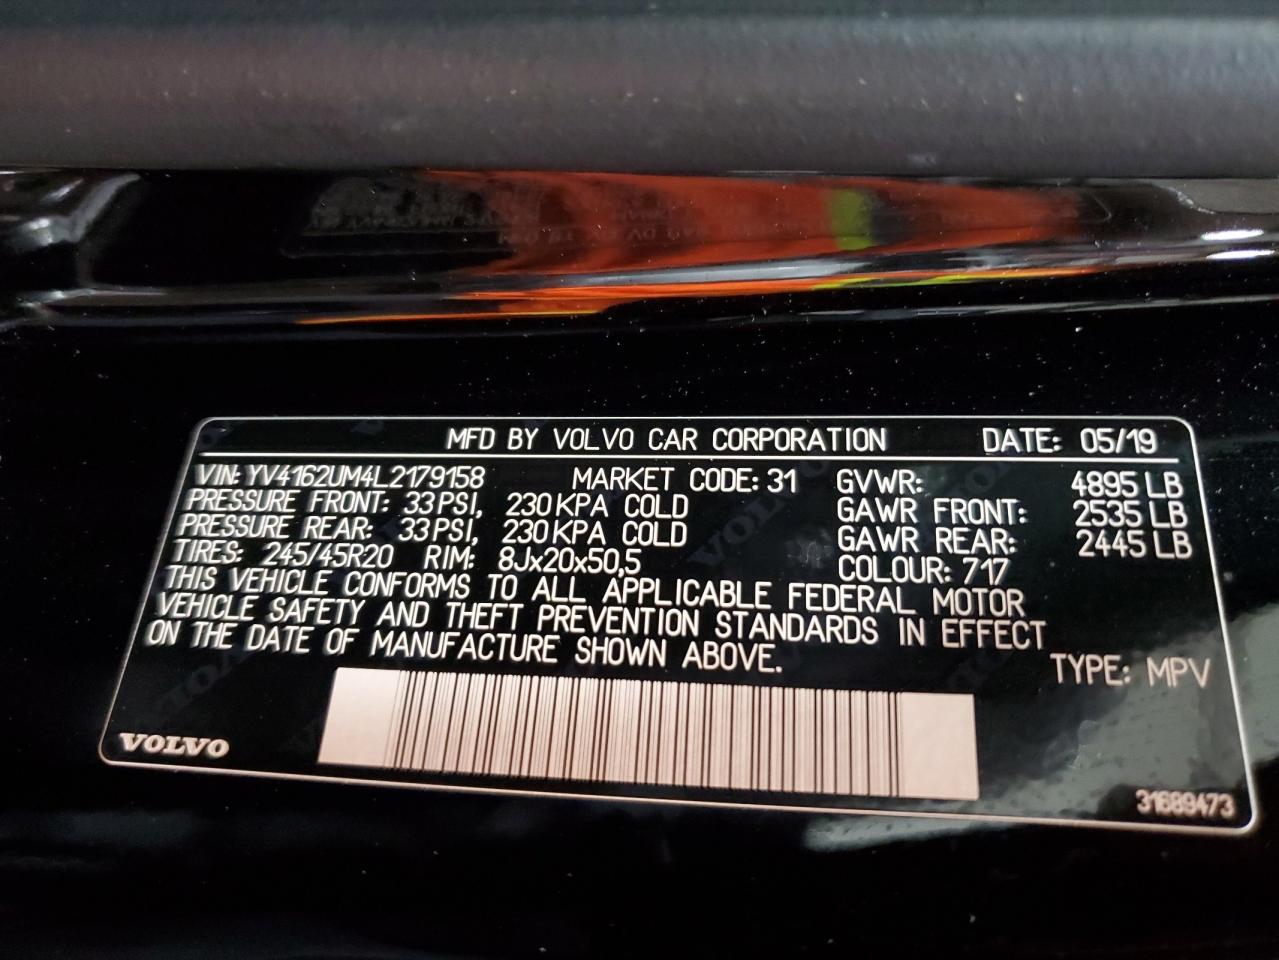 MFD BY VOLVO CAR CORPORATION DATE: 05/19
VIN: YV4162UM4L2179158 MARKET CODE: 31 GVWR: 4895 LB
PRESSURE FRONT: 33 PSI, 230 KPA COLD GAWR FRONT: 2535 LB
PRESSURE REAR: 33 PSI, 230 KPA COLD GAWR REAR: 2445 LB
TIRES: 245/45R20 RIM: 8Jx20x50,5 COLOUR: 717
THIS VEHICLE CONFORMS TO ALL APPLICABLE FEDERAL MOTOR
VEHICLE SAFETY AND THEFT PREVENTION STANDARDS IN EFFECT
ON THE DATE OF MANUFACTURE SHOWN ABOVE.
TYPE: MPV
VOLVO
31689473